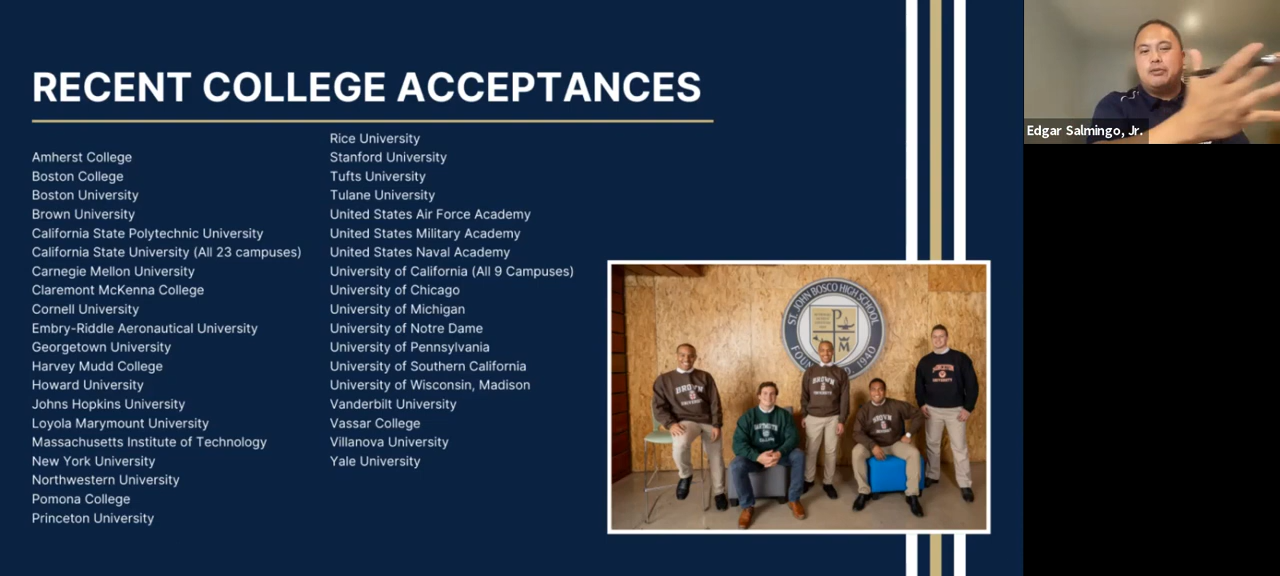 RECENT COLLEGE ACCEPTANCES
Amherst College
Boston College
Boston University
Brown University
California State Polytechnic University
California State University (All 23 campuses)
Carnegie Mellon University
Claremont McKenna College
Cornell University
Embry-Riddle Aeronautical University
Georgetown University
Harvey Mudd College
Howard University
Johns Hopkins University
Loyola Marymount University
Massachusetts Institute of Technology
New York University
Northwestern University
Pomona College
Princeton University
Rice University
Stanford University
Tufts University
Tulane University
United States Air Force Academy
United States Military Academy
United States Naval Academy
University of California (All 9 Campuses)
University of Chicago
University of Michigan
University of Notre Dame
University of Pennsylvania
University of Southern California
University of Wisconsin, Madison
Vanderbilt University
Vassar College
Villanova University
Yale University
ST. JOHN BOSCO HIGH SCHOOL
1940
P
M
BROWN
UNIVERSITY
DARTMOUTH
BROWN
UNIVERSITY
BROWN
UNIVERSITY
UNIVERSITY
Edgar Salmingo, Jr.